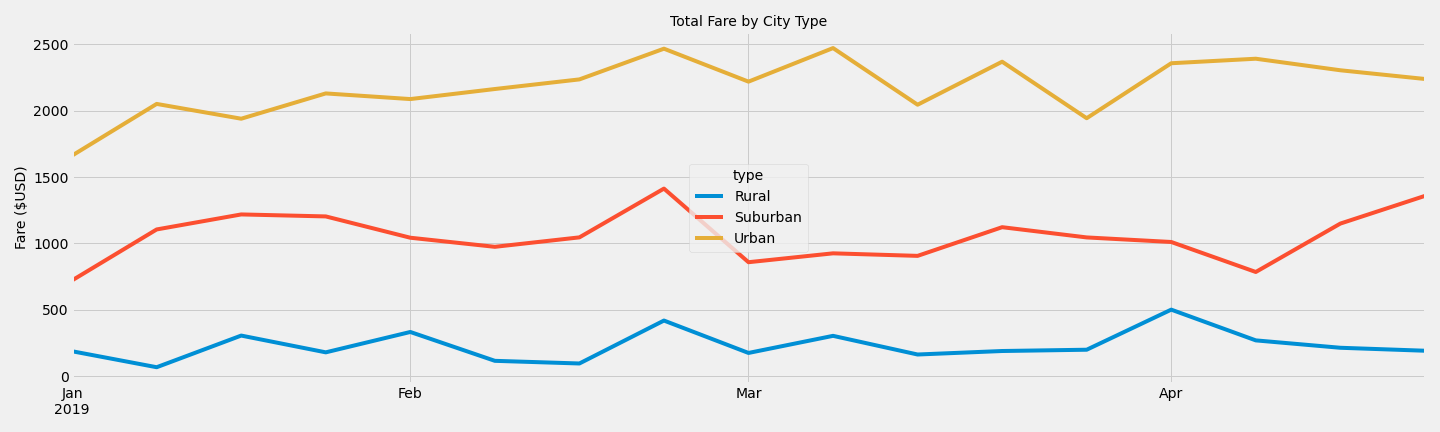 Total Fare by City Type
Fare ($USD)
2500
2000
1500
1000
500
0
type
Rural
Suburban
Urban
Jan Feb Mar Apr
2019